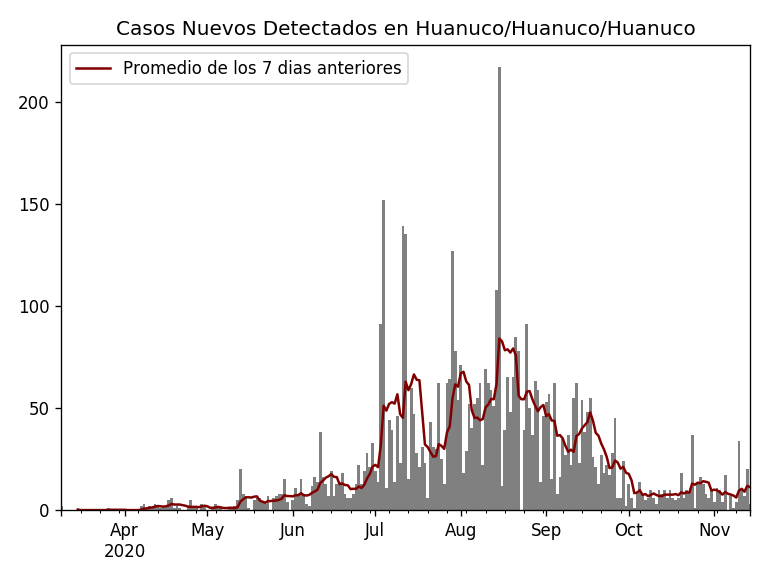 Casos Nuevos Detectados en Huanuco/Huanuco/Huanuco
Promedio de los 7 dias anteriores
200
150
100
50
0
Apr May Jun Jul Aug Sep Oct Nov
2020